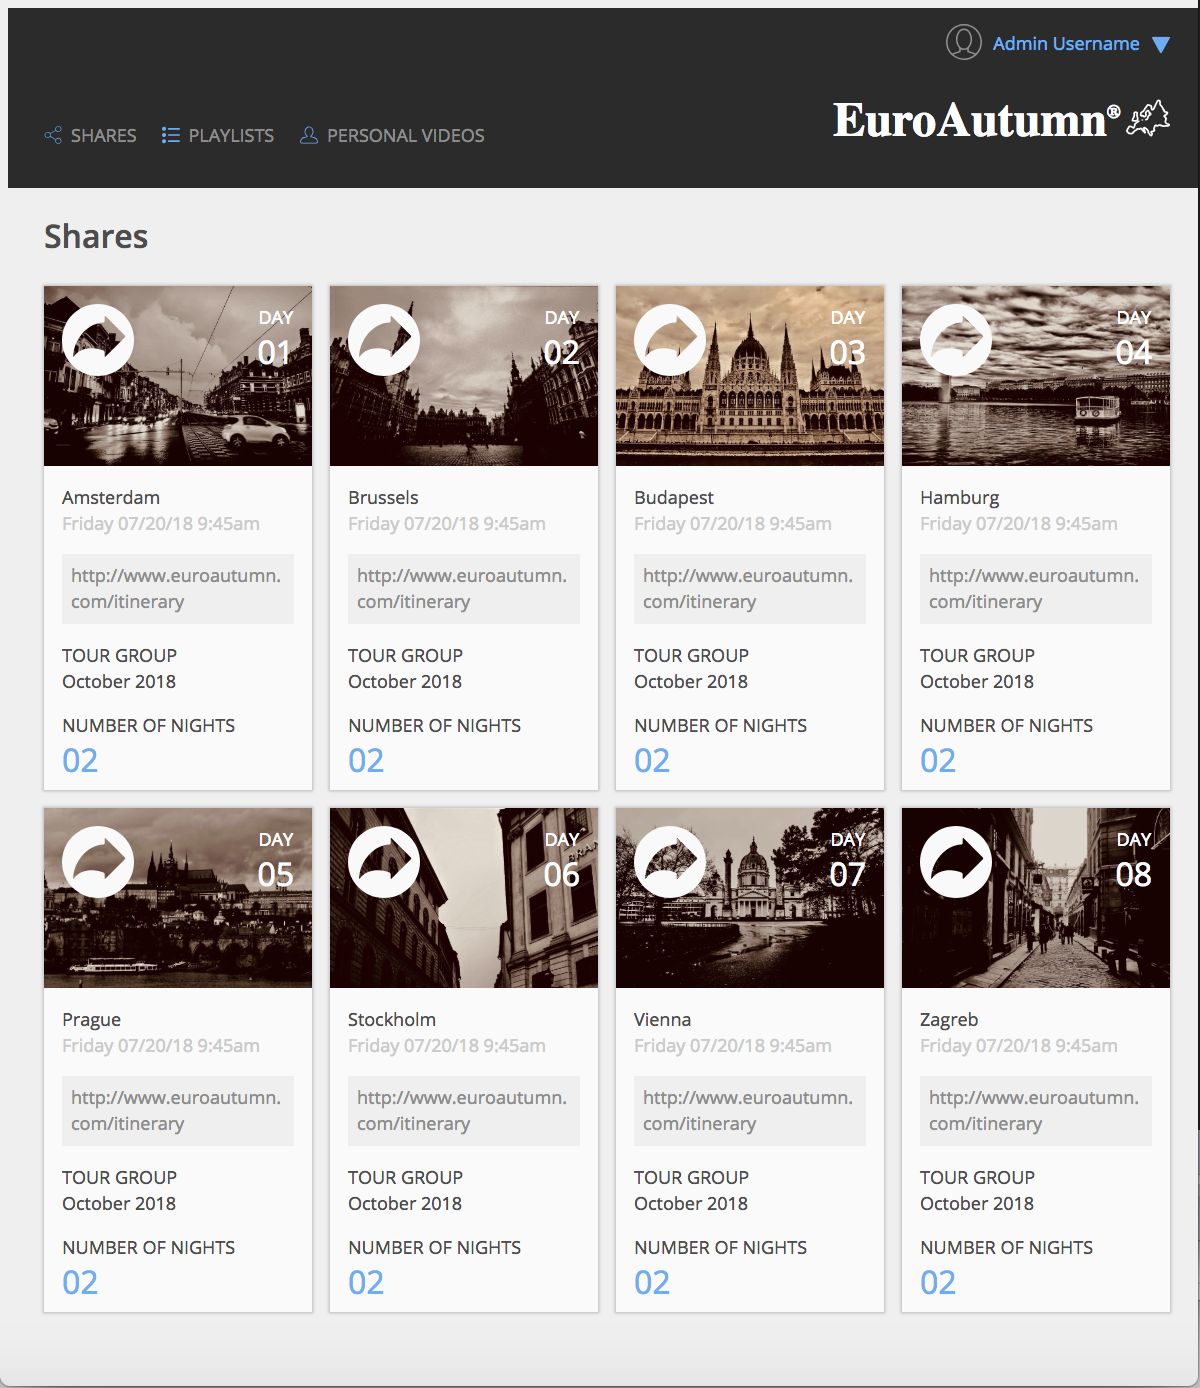 Admin Username
SHARES
PLAYLISTS
PERSONAL VIDEOS
EuroAutumn®
Shares
DAY
01
Amsterdam
Friday 07/20/18 9:45am
http://www.euroautumn.
com/itinerary
TOUR GROUP
October 2018
NUMBER OF NIGHTS
02
DAY
02
Brussels
Friday 07/20/18 9:45am
http://www.euroautumn.
com/itinerary
TOUR GROUP
October 2018
NUMBER OF NIGHTS
02
DAY
03
Budapest
Friday 07/20/18 9:45am
http://www.euroautumn.
com/itinerary
TOUR GROUP
October 2018
NUMBER OF NIGHTS
02
DAY
04
Hamburg
Friday 07/20/18 9:45am
http://www.euroautumn.
com/itinerary
TOUR GROUP
October 2018
NUMBER OF NIGHTS
02
DAY
05
Prague
Friday 07/20/18 9:45am
http://www.euroautumn.
com/itinerary
TOUR GROUP
October 2018
NUMBER OF NIGHTS
02
DAY
06
Stockholm
Friday 07/20/18 9:45am
http://www.euroautumn.
com/itinerary
TOUR GROUP
October 2018
NUMBER OF NIGHTS
02
DAY
07
Vienna
Friday 07/20/18 9:45am
http://www.euroautumn.
com/itinerary
TOUR GROUP
October 2018
NUMBER OF NIGHTS
02
DAY
08
Zagreb
Friday 07/20/18 9:45am
http://www.euroautumn.
com/itinerary
TOUR GROUP
October 2018
NUMBER OF NIGHTS
02